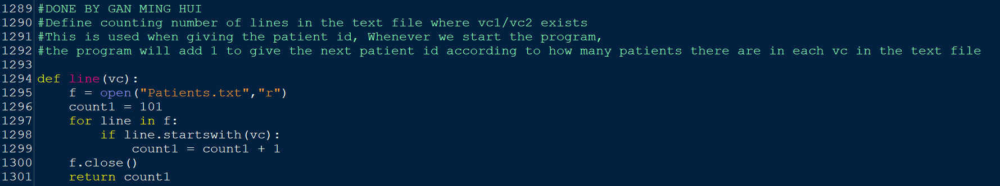 1289 #DONE BY GAN MING HUI
1290 #Define counting number of lines in the text file where vc1/vc2 exists
1291 #This is used when giving the patient id, Whenever we start the program,
1292 #the program will add 1 to give the next patient id according to how many patients there are in each vc in the text file
1293
1294 def line(vc):
1295     f = open("Patients.txt","r")
1296     count1 = 101
1297     for line in f:
1298         if line.startswith(vc):
1299             count1 = count1 + 1
1300     f.close()
1301     return count1